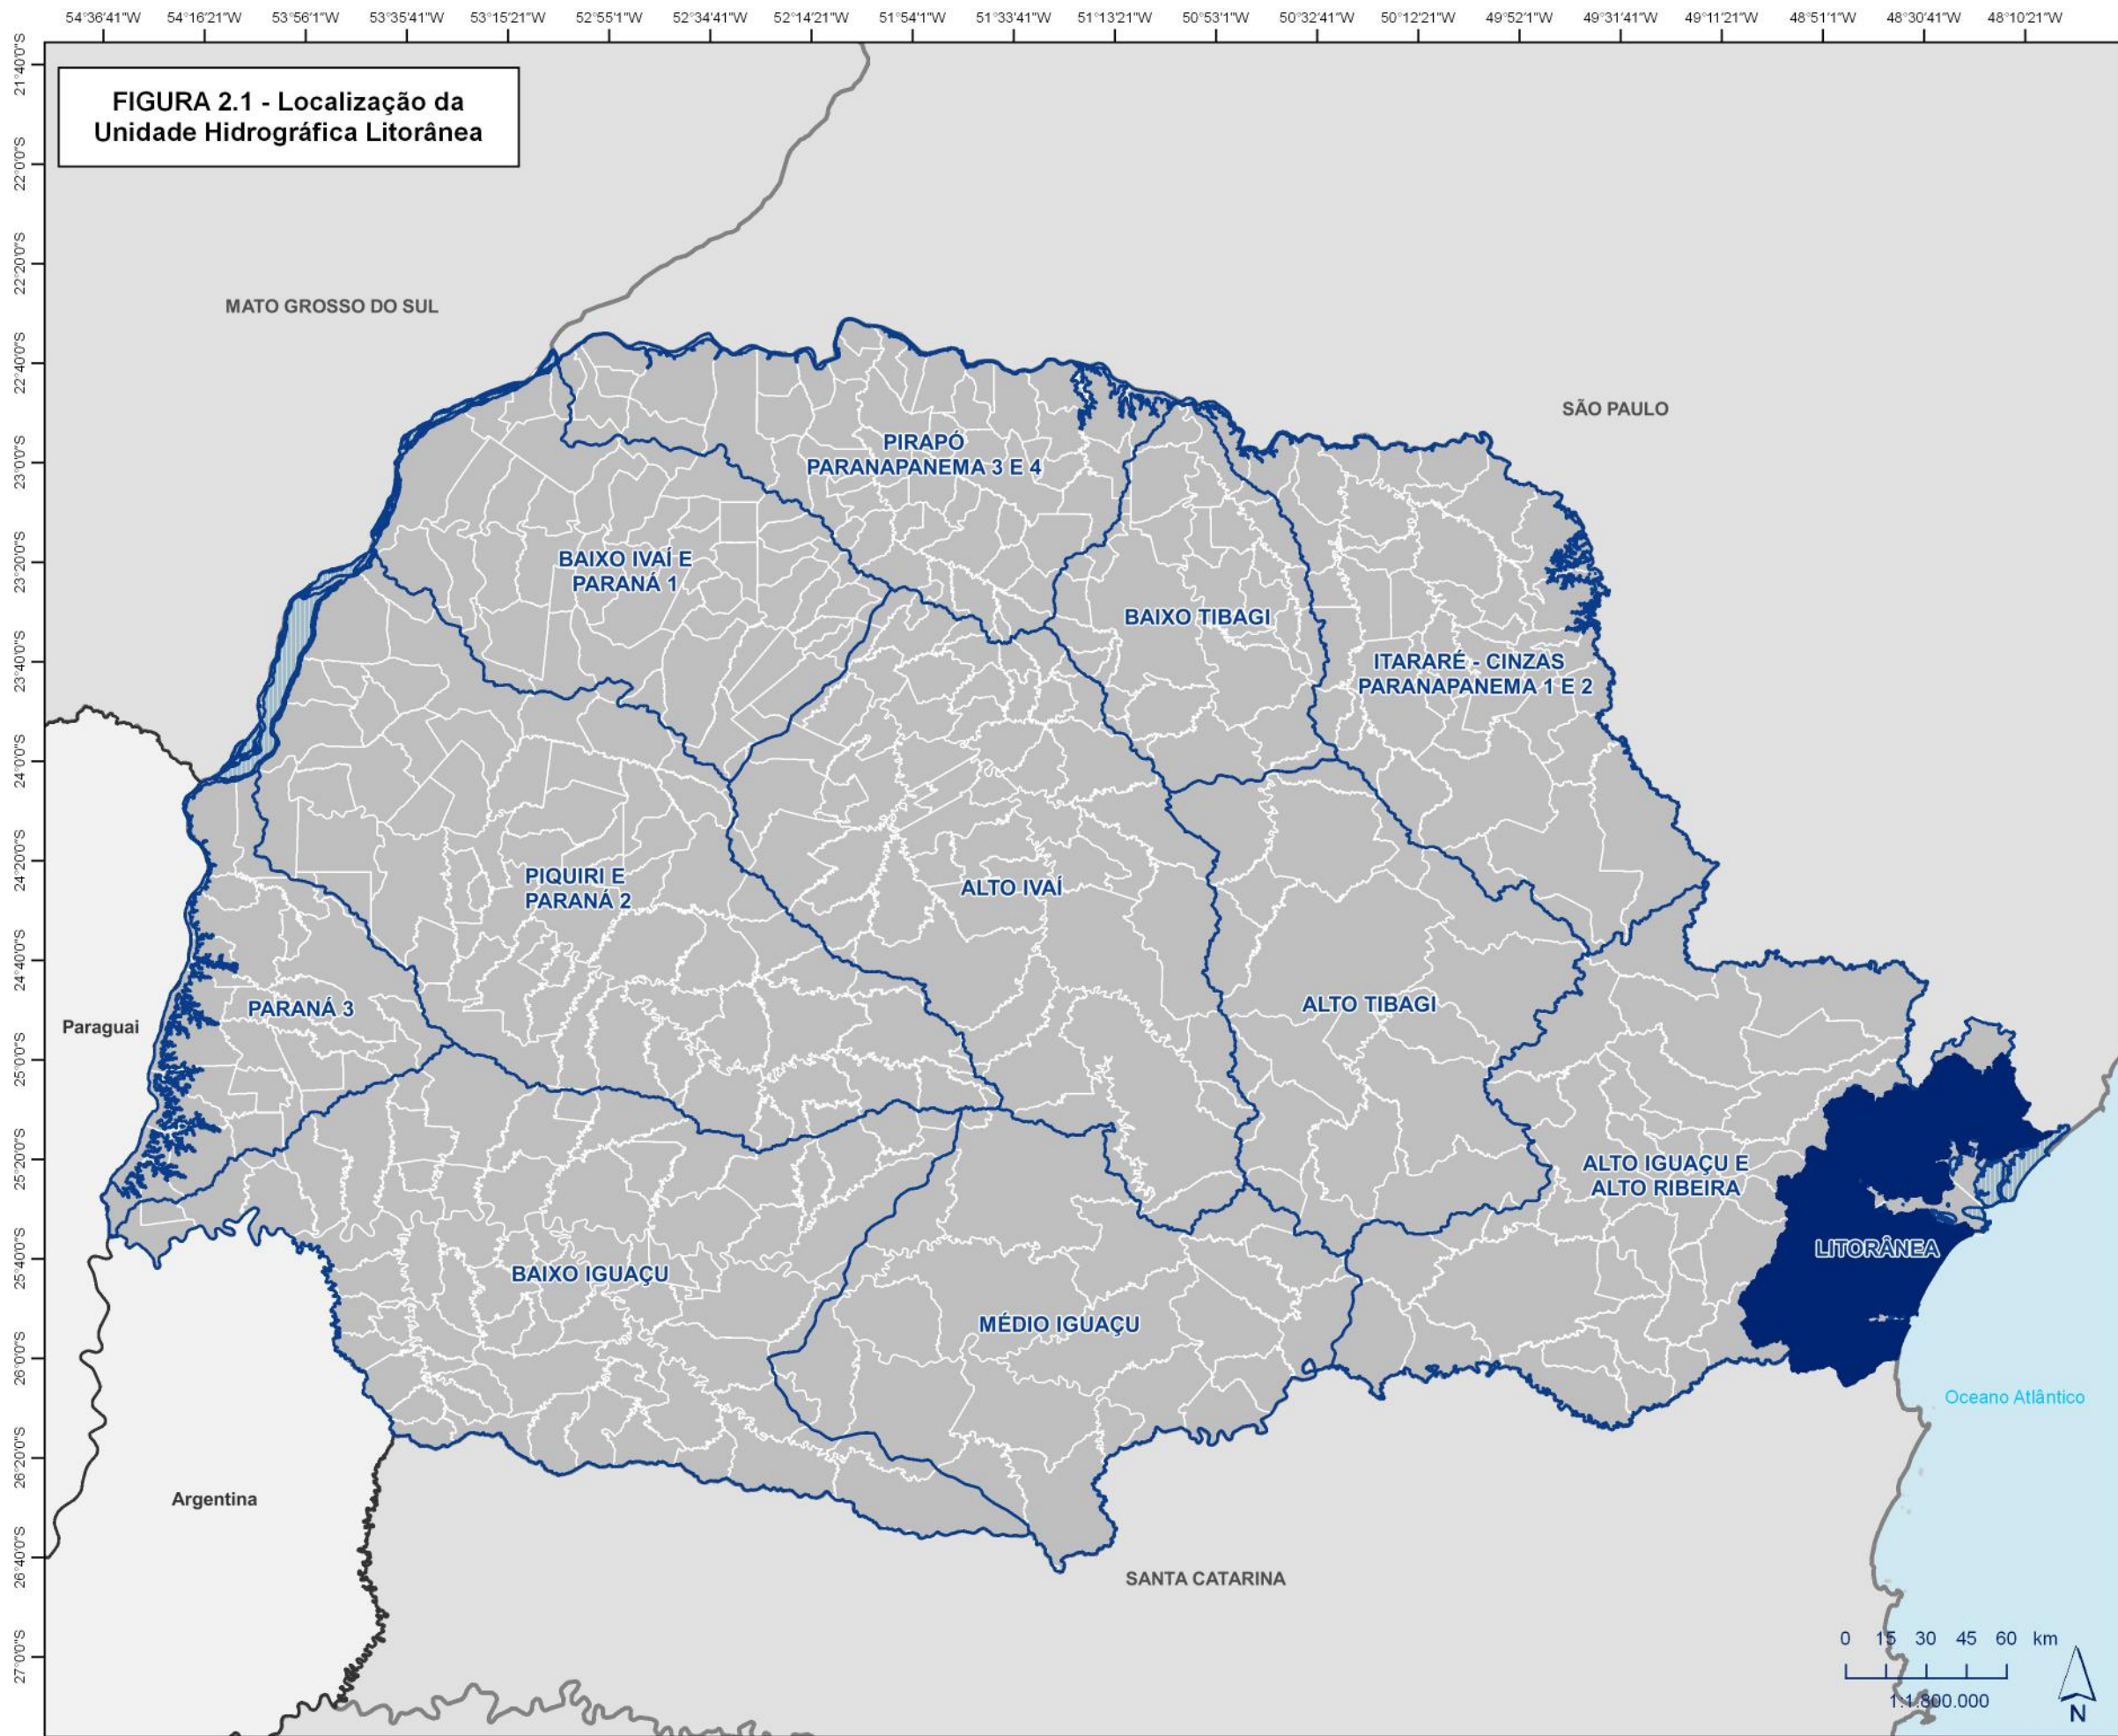 54°36'41"W 54°16'21"W 53°56'1"W 53°35'41"W 53°15'21"W 52°55'1"W 52°34'41"W 52°14'21"W 51°54'1"W 51°33'41"W 51°13'21"W 50°53'1"W 50°32'41"W 50°12'21"W 49°52'1"W 49°31'41"W 49°11'21"W 48°51'1"W 48°30'41"W 48°10'21"W
21°40'0"S
22°0'0"S
22°20'0"S
22°40'0"S
23°0'0"S
23°20'0"S
23°40'0"S
24°0'0"S
24°20'0"S
24°40'0"S
25°0'0"S
25°20'0"S
25°40'0"S
26°0'0"S
26°20'0"S
26°40'0"S
27°0'0"S
FIGURA 2.1 - Localização da
Unidade Hidrográfica Litorânea
MATO GROSSO DO SUL
SÃO PAULO
PIRAPÓ
PARANAPANEMA 3 E 4
BAIXO IVAÍ E
PARANÁ 1
BAIXO TIBAGI
ITARARÉ - CINZAS
PARANAPANEMA 1 E 2
PIQUIRI E
PARANÁ 2
ALTO IVAÍ
ALTO TIBAGI
PARANÁ 3
Paraguai
ALTO IGUAÇU E
ALTO RIBEIRA
LITORÂNEA
BAIXO IGUAÇU
MÉDIO IGUAÇU
Oceano Atlântico
Argentina
SANTA CATARINA
0 15 30 45 60 km
1:1.800.000
N